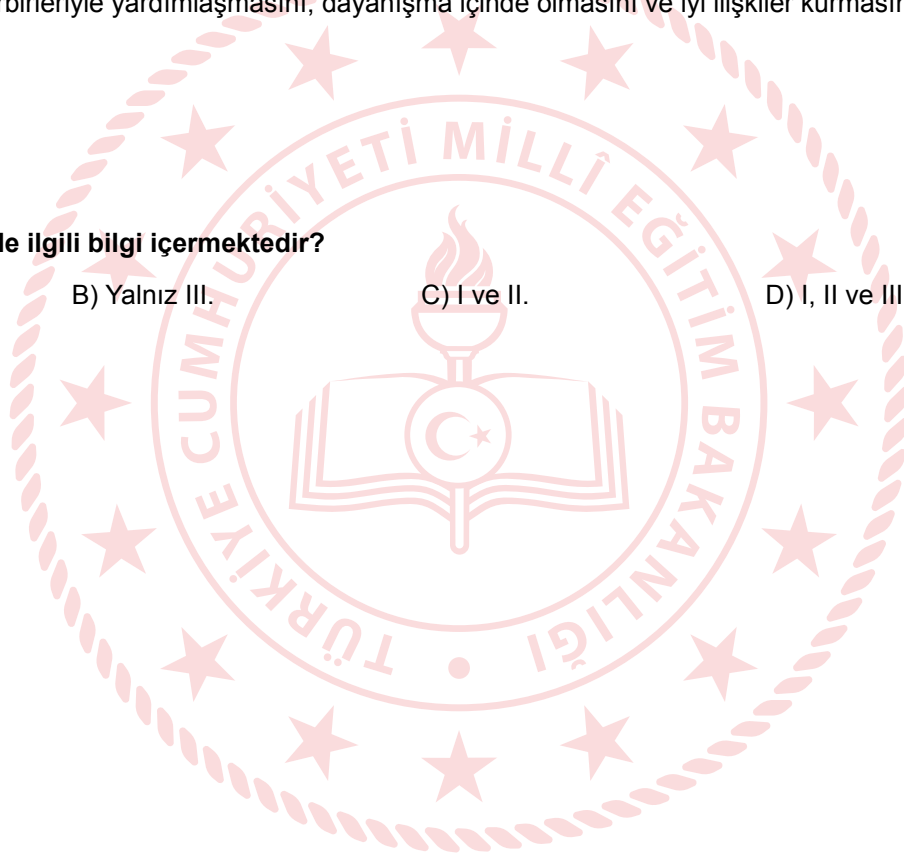 birleriyle yardımlaşmasını, dayanışma içinde olmasını ve iyi ilişkiler kurmasın
le ilgili bilgi içermektedir?
B) Yalnız III. C) I ve II. D) I, II ve III
TÜRKİYE CUMHURİYETİ MİLLÎ EĞİTİM BAKANLIĞI